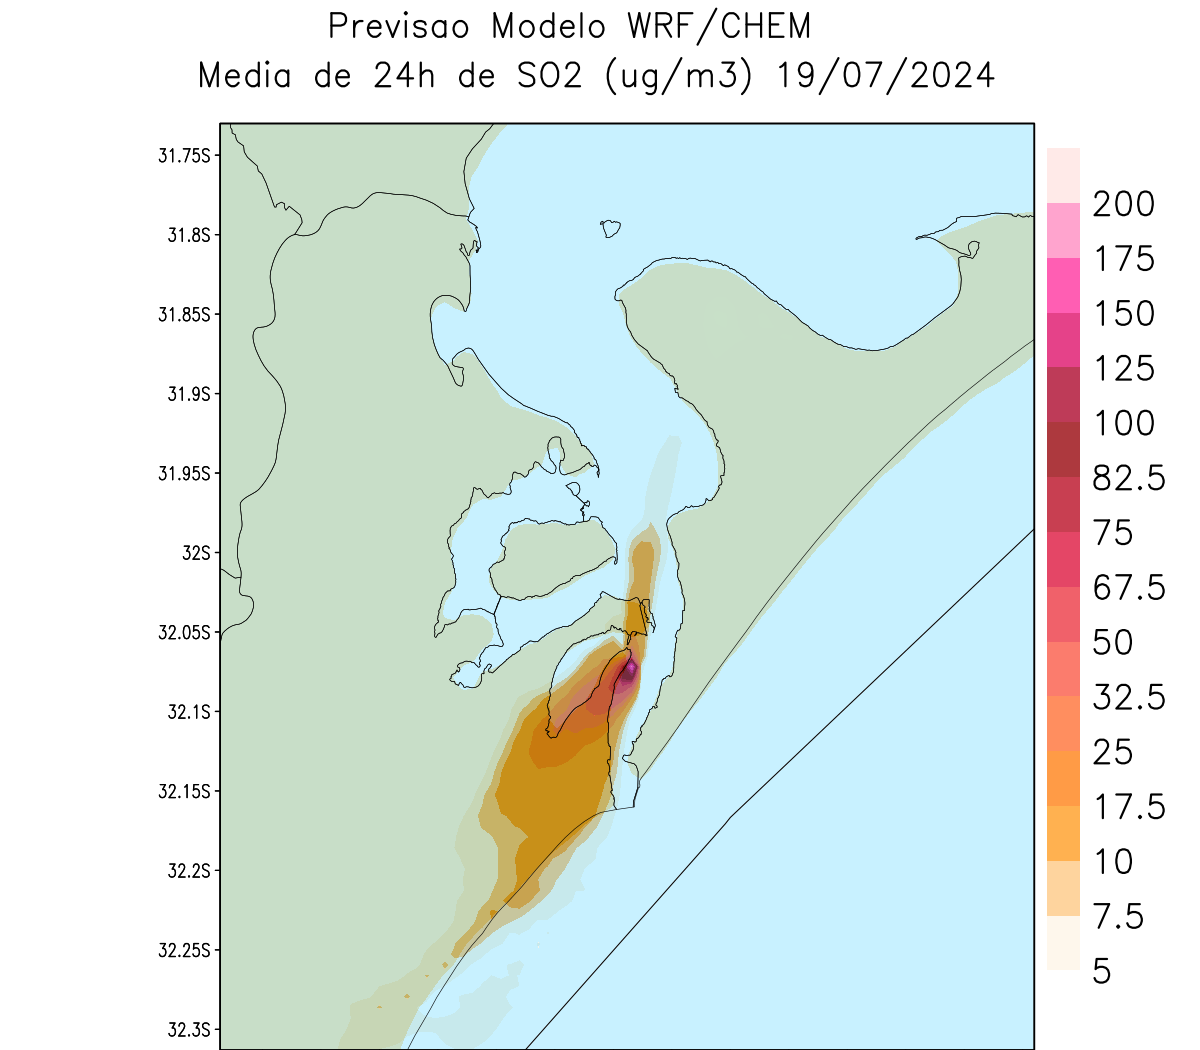 Previsao Modelo WRF/CHEM
Media de 24h de SO2 (ug/m3) 19/07/2024
31.75S
31.8S
31.85S
31.9S
31.95S
32S
32.05S
32.1S
32.15S
32.2S
32.25S
32.3S
200
175
150
125
100
82.5
75
67.5
50
32.5
25
17.5
10
7.5
5